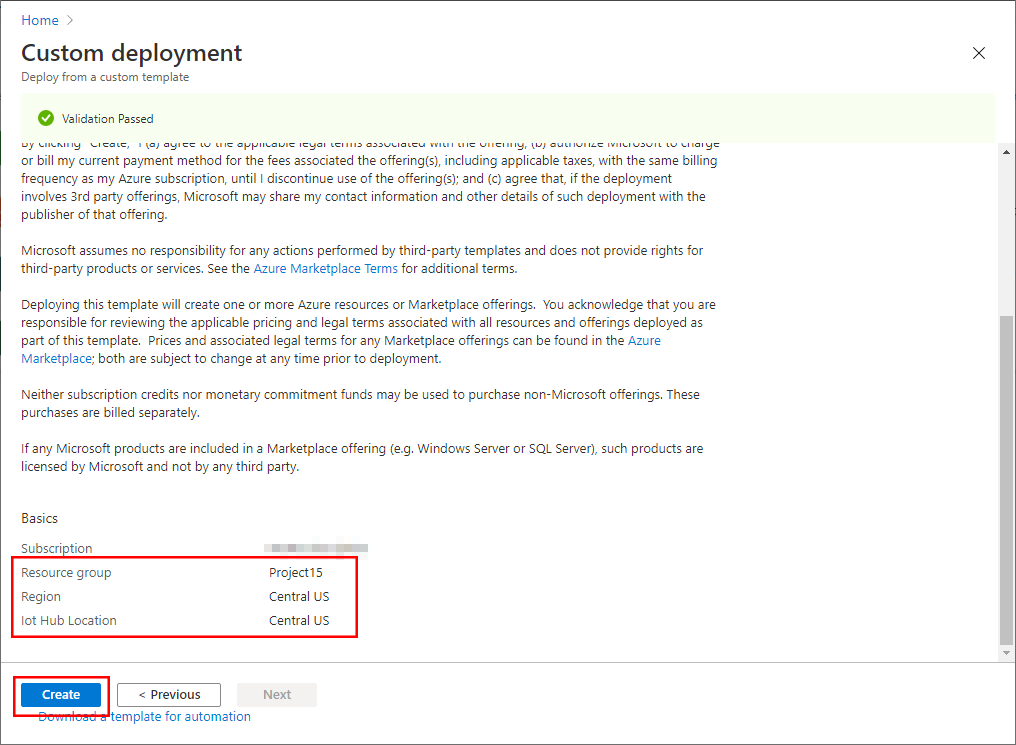 Home >
Custom deployment
Deploy from a custom template
Validation Passed
By clicking "Create," I (a) agree to the applicable legal terms associated with the offering; (b) authorize Microsoft to charge
or bill my current payment method for the fees associated the offering(s), including applicable taxes, with the same billing
frequency as my Azure subscription, until I discontinue use of the offering(s); and (c) agree that, if the deployment
involves 3rd party offerings, Microsoft may share my contact information and other details of such deployment with the
publisher of that offering.
Microsoft assumes no responsibility for any actions performed by third-party templates and does not provide rights for
third-party products or services. See the Azure Marketplace Terms for additional terms.
Deploying this template will create one or more Azure resources or Marketplace offerings. You acknowledge that you are
responsible for reviewing the applicable pricing and legal terms associated with all resources and offerings deployed as
part of this template. Prices and associated legal terms for any Marketplace offerings can be found in the Azure
Marketplace; both are subject to change at any time prior to deployment.
Neither subscription credits nor monetary commitment funds may be used to purchase non-Microsoft offerings. These
purchases are billed separately.
If any Microsoft products are included in a Marketplace offering (e.g. Windows Server or SQL Server), such products are
licensed by Microsoft and not by any third party.
Basics
Subscription
Resource group Project15
Region Central US
Iot Hub Location Central US
Create < Previous Next
Download a template for automation